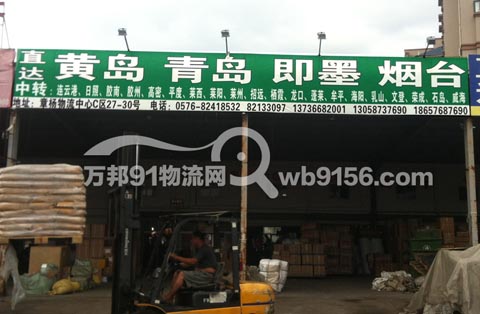 直达 黄岛 青岛 即墨 烟台
中转:连云港、日照、胶南、胶州、高密、平度、莱西、莱阳、莱州、招远、栖霞、龙口、蓬莱、牟平、海阳、乳山、文登、荣成、石岛、威海
地址:章杨物流中心C区27-30号 电话:0576-82418532 82133097 13736682001 13058737690 18657687690
万邦91物流网 wb9156.com